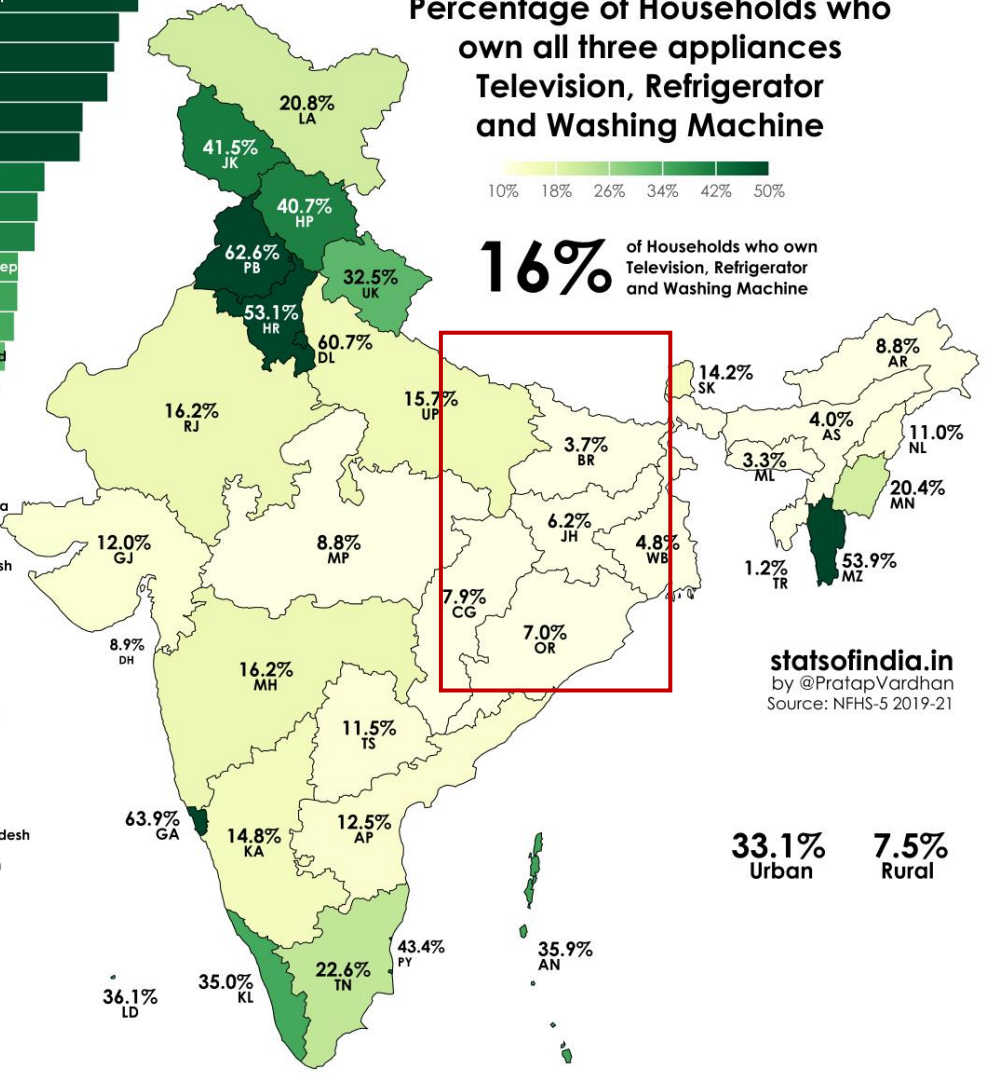 Percentage of Households who
own all three appliances
Television, Refrigerator
and Washing Machine
10% 18% 26% 34% 42% 50%
16%
of Households who own
Television, Refrigerator
and Washing Machine
20.8%
LA
41.5%
JK
40.7%
HP
62.6%
PB
32.5%
UK
53.1%
HR
60.7%
DL
ep
d
16.2%
RJ
15.7%
UP
14.2%
SK
8.8%
AR
4.0%
AS
11.0%
NL
3.3%
ML
20.4%
MN
3.7%
BR
6.2%
JH
4.8%
WB
1.2%
TR
53.9%
MZ
a
sh
12.0%
GJ
8.8%
MP
7.9%
CG
7.0%
OR
8.9%
DH
16.2%
MH
11.5%
TS
statsofindia.in
by @PratapVardhan
Source: NFHS-5 2019-21
63.9%
GA
desh
14.8%
KA
12.5%
AP
33.1%
Urban
7.5%
Rural
43.4%
PY
35.9%
AN
22.6%
TN
35.0%
KL
36.1%
LD